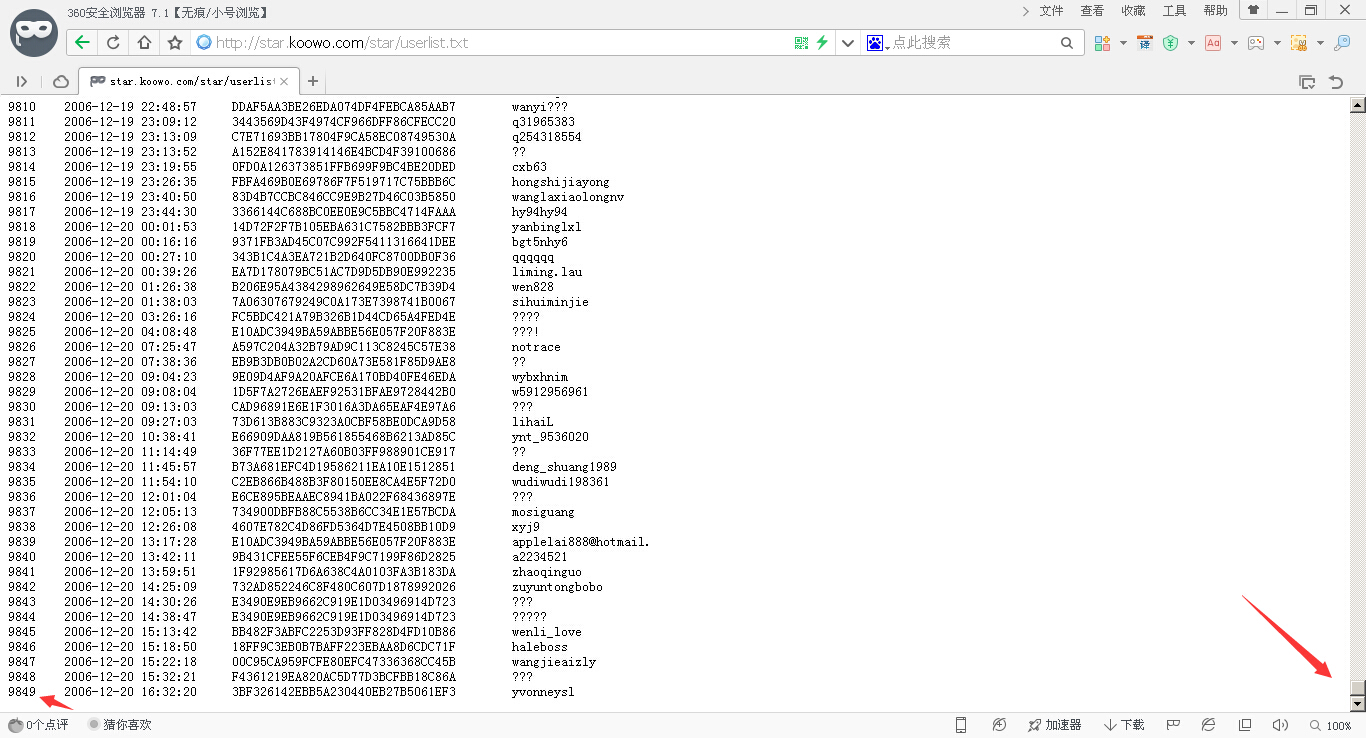 360安全浏览器 7.1【无痕/小号浏览】
文件 查看 收藏 工具 帮助
http://star.koowo.com/star/userlist.txt
点此搜索
star.koowo.com/star/userlist
9810 2006-12-19 22:48:57 DDAF5AA3BE26EDA074DF4FEBCA85AAB7 wanyi???
9811 2006-12-19 23:09:12 3443569D43F4974CF966DFF86CFECC20 q31965383
9812 2006-12-19 23:13:09 C7E71693BB17804F9CA58EC08749530A q254318554
9813 2006-12-19 23:13:52 A152E841783914146E4BCD4F39100686 ??
9814 2006-12-19 23:19:55 0FD0A126373851FFB699F9BC4BE20DED cxb63
9815 2006-12-19 23:26:35 FBFA469B0E69786F7F519717C75BBB6C hongshijiayong
9816 2006-12-19 23:40:50 83D4B7CCBC846CC9E9B27D46C03B5850 wanglaxiaolongnv
9817 2006-12-19 23:44:30 3366144C688BC0EE0E9C5BBC4714FAAA hy94hy94
9818 2006-12-20 00:01:53 14D72F2F7B105EBA631C7582BBB3FCF7 yanbinglxl
9819 2006-12-20 00:16:16 9371FB3AD45C07C992F5411316641DEE bgt5nhy6
9820 2006-12-20 00:27:10 343B1C4A3EA721B2D640FC8700DB0F36 qqqqqq
9821 2006-12-20 00:39:26 EA7D178079BC51AC7D9D5DB90E992235 liming.lau
9822 2006-12-20 01:26:38 B206E95A4384298962649E58DC7B39D4 wen828
9823 2006-12-20 01:38:03 7A06307679249C0A173E7398741B0067 sihuiminjie
9824 2006-12-20 03:26:16 FC5BDC421A79B326B1D44CD65A4FED4E ????
9825 2006-12-20 04:08:48 E10ADC3949BA59ABBE56E057F20F883E ???!
9826 2006-12-20 07:25:47 A597C204A32B79AD9C113C8245C57E38 notrace
9827 2006-12-20 07:38:36 EB9B3DB0B02A2CD60A73E581F85D9AE8 ??
9828 2006-12-20 09:04:23 9E09D4AF9A20AFCE6A170BD40FE46EDA wybxhnim
9829 2006-12-20 09:08:04 1D5F7A2726EAEF92531BFAE9728442B0 w5912956961
9830 2006-12-20 09:13:03 CAD96891E6E1F3016A3DA65EAF4E97A6 ???
9831 2006-12-20 09:27:03 73D613B883C9323A0CBF58BE0DCA9D58 lihaiL
9832 2006-12-20 10:38:41 E66909DAA819B561855468B6213AD85C ynt_9536020
9833 2006-12-20 11:14:49 36F77EE1D2127A60B03FF988901CE917 ??
9834 2006-12-20 11:45:57 B73A681EFC4D19586211EA10E1512851 deng_shuang1989
9835 2006-12-20 11:54:10 C2EB866B488B3F80150EE8CA4E5F72D0 wudiwudi198361
9836 2006-12-20 12:01:04 E6CE895BEAAEC8941BA022F68436897E ???
9837 2006-12-20 12:05:13 734900DBFB88C5538B6CC34E1E57BCDA mosiguang
9838 2006-12-20 12:26:08 4607E782C4D86FD5364D7E4508BB10D9 xyj9
9839 2006-12-20 13:17:28 E10ADC3949BA59ABBE56E057F20F883E applelai888@hotmail.
9840 2006-12-20 13:42:11 9B431CFEE55F6CEB4F9C7199F86D2825 a2234521
9841 2006-12-20 13:59:51 1F92985617D6A638C4A0103FA3B183DA zhaoqinguo
9842 2006-12-20 14:25:09 732AD852246C8F480C607D1878992026 zuyuntongbobo
9843 2006-12-20 14:30:26 E3490E9EB9662C919E1D03496914D723 ???
9844 2006-12-20 14:38:47 E3490E9EB9662C919E1D03496914D723 ?????
9845 2006-12-20 15:13:42 BB482F3ABFC2253D93FF828D4FD10B86 wenli_love
9846 2006-12-20 15:18:50 18FF9C3EB0B7BAFF223EBAA8D6CDC71F haleboss
9847 2006-12-20 15:22:18 00C95CA959FCFE80EFC47336368CC45B wangjieaizly
9848 2006-12-20 15:32:21 F4361219EA820AC5D77D3BCFBB18C86A ???
9849 2006-12-20 16:32:20 3BF326142EBB5A230440EB27B5061EF3 yvonneysl
0个点评 猜你喜欢 加速器 下载 100%